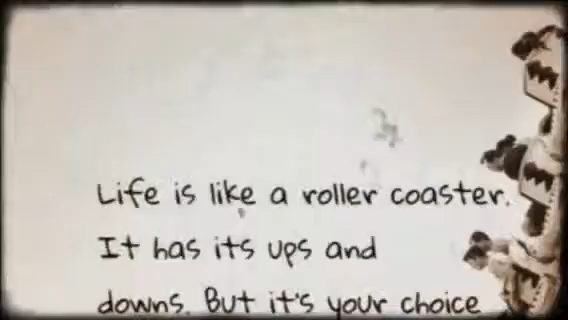 Life is like a roller coaster.
It has its ups and
downs. But it's your choice